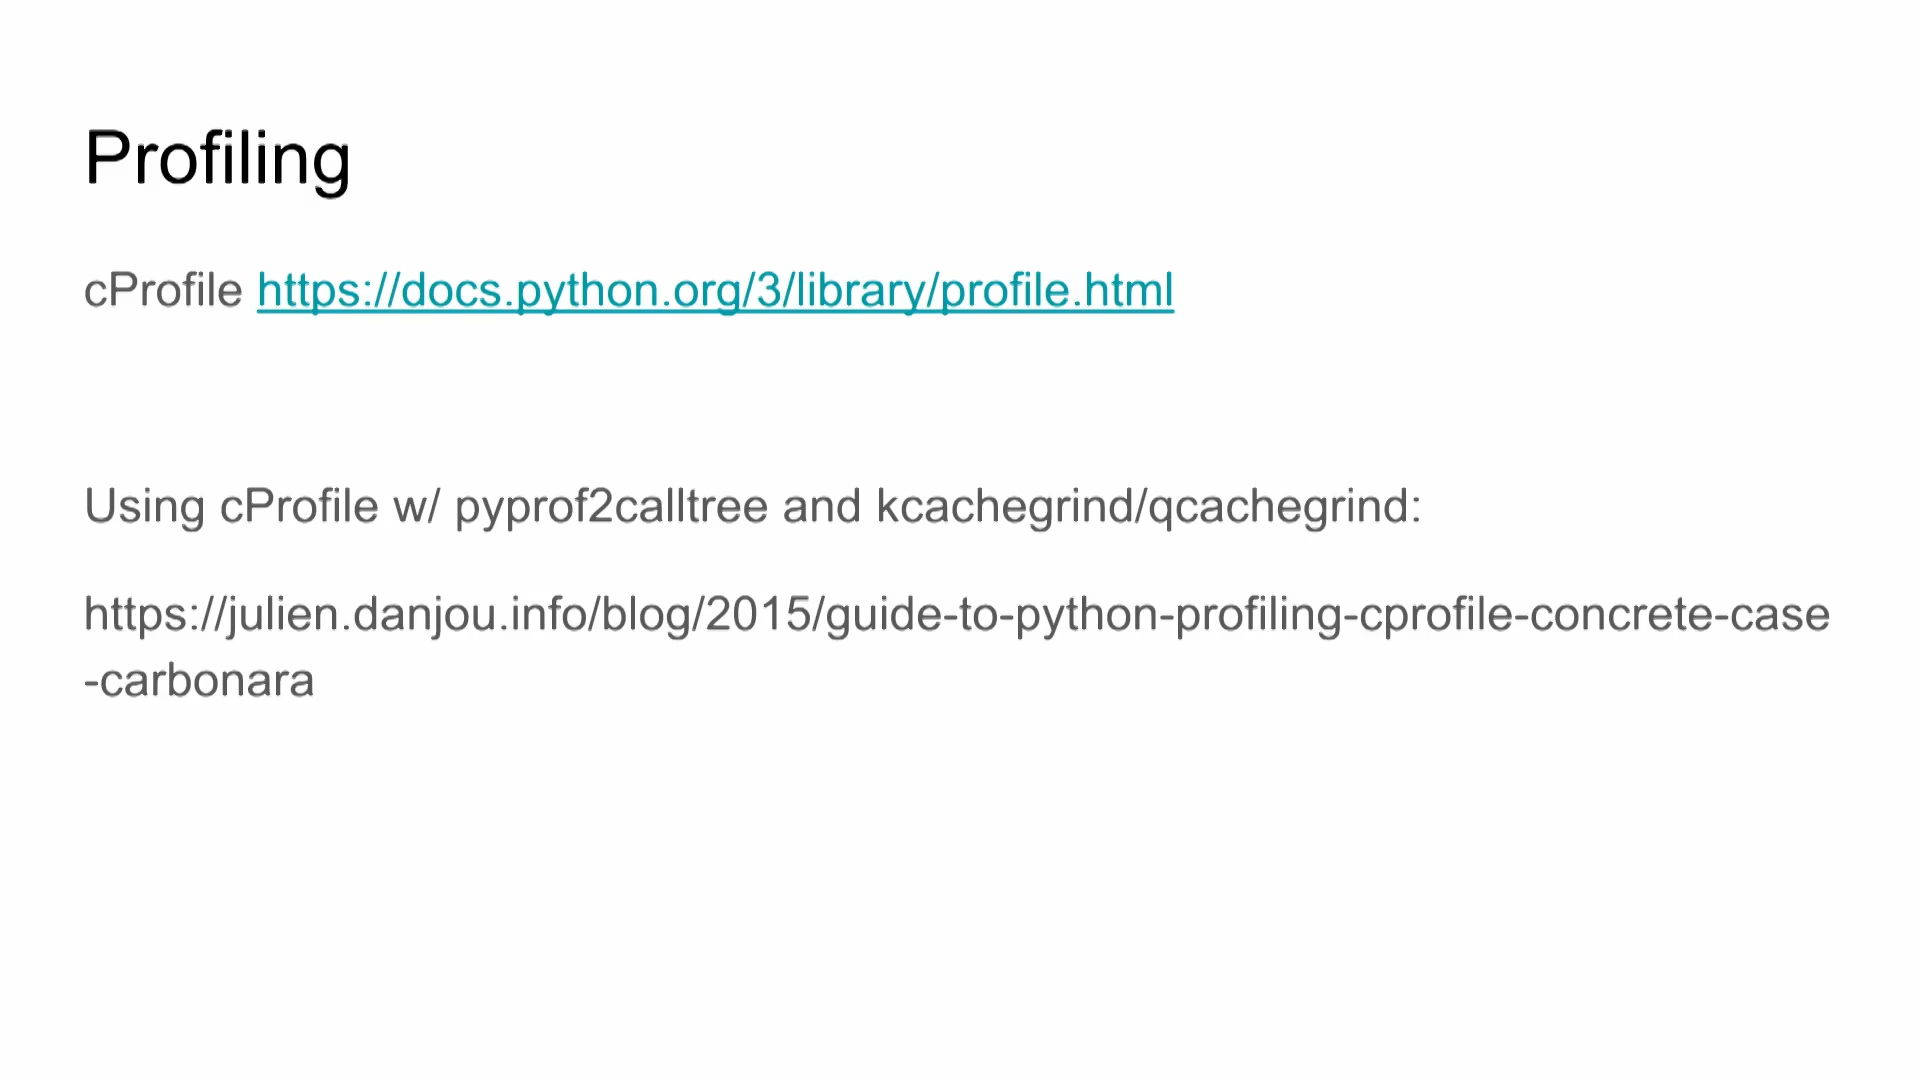 Profiling
cProfile https://docs.python.org/3/library/profile.html
Using cProfile w/ pyprof2calltree and kcachegrind/qcachegrind:
https://julien.danjou.info/blog/2015/guide-to-python-profiling-cprofile-concrete-case
-carbonara